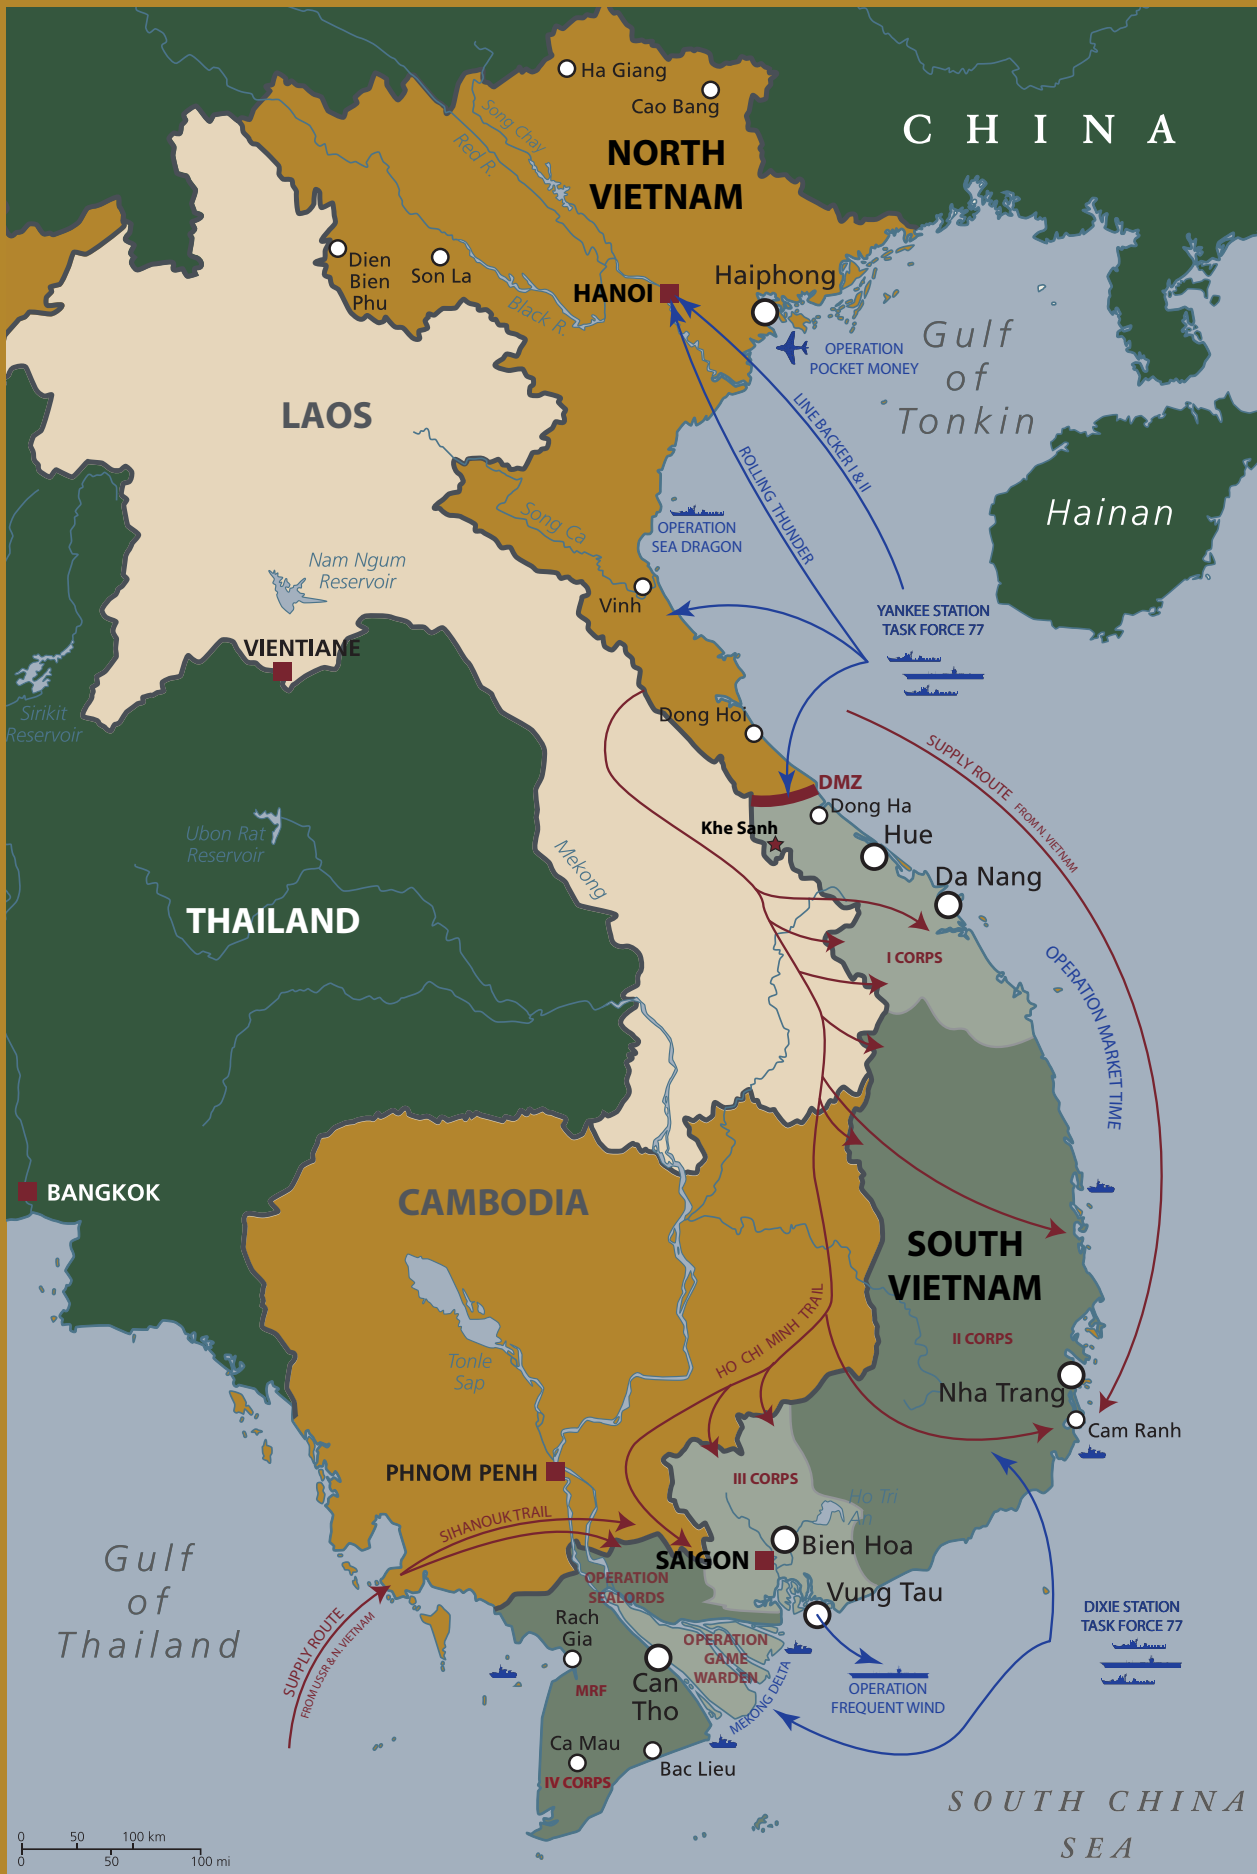 Ha Giang
Cao Bang
CHINA
Song Chay
Red R.
NORTH
VIETNAM
Dien
Bien
Phu
Son La
Black R.
HANOI
Haiphong
OPERATION
POCKET MONEY
Gulf
of
Tonkin
LAOS
LINE BACKER I & II
ROLLING THUNDER
Hainan
Song Ca
OPERATION
SEA DRAGON
Nam Ngum
Reservoir
Vinh
YANKEE STATION
TASK FORCE 77
VIENTIANE
Sirikit
Reservoir
Dong Hoi
SUPPLY ROUTE FROM N. VIETNAM
DMZ
Dong Ha
Khe Sanh
Hue
Ubon Rat
Reservoir
Mekong
Da Nang
THAILAND
I CORPS
OPERATION MARKET TIME
BANGKOK
CAMBODIA
SOUTH
VIETNAM
HO CHI MINH TRAIL
II CORPS
Tonle
Sap
Nha Trang
Cam Ranh
PHNOM PENH
III CORPS
Ho Tri
An
SIHANOUK TRAIL
Bien Hoa
SAIGON
Gulf
of
Thailand
OPERATION
SEALORDS
Vung Tau
SUPPLY ROUTE
FROM USSR & N. VIETNAM
Rach
Gia
OPERATION
GAME
WARDEN
DIXIE STATION
TASK FORCE 77
Can
Tho
MRF
MEKONG DELTA
OPERATION
FREQUENT WIND
Ca Mau
Bac Lieu
IV CORPS
SOUTH CHINA
SEA
0 50 100 km
0 50 100 mi